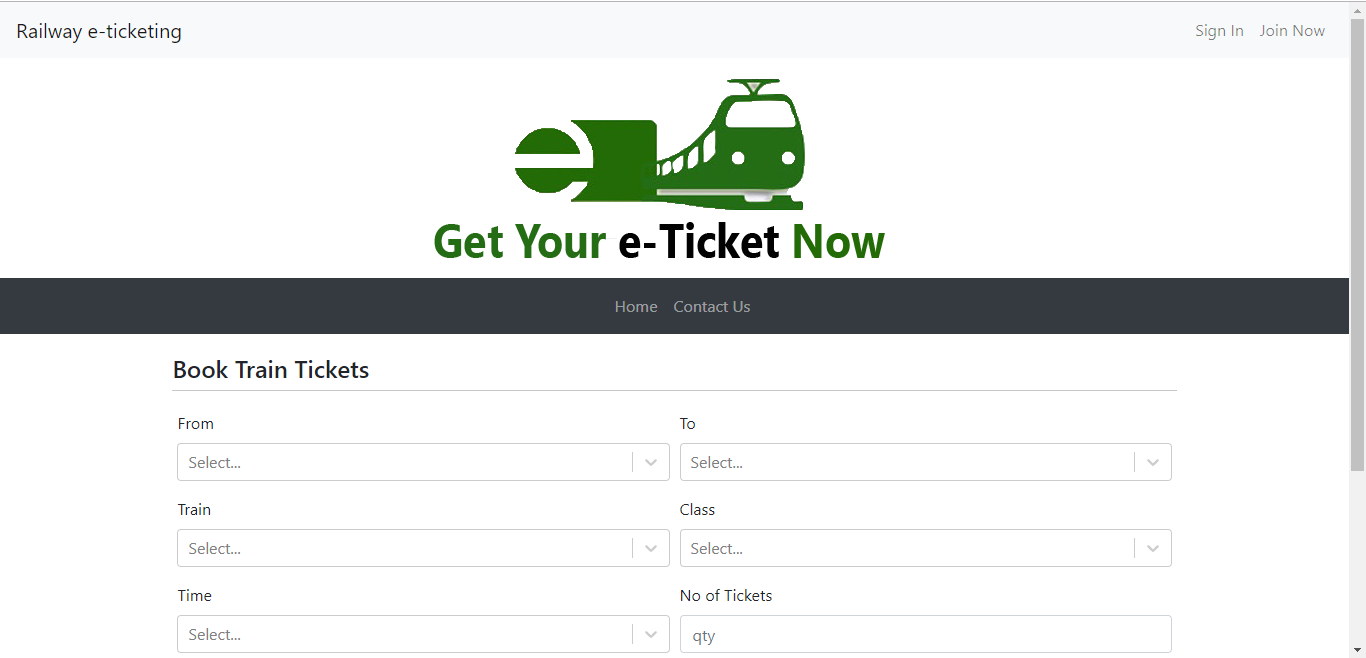 Railway e-ticketing
Sign In Join Now
Get Your e-Ticket Now
Home Contact Us
Book Train Tickets
From To
Select... Select...
Train Class
Select... Select...
Time No of Tickets
Select... qty